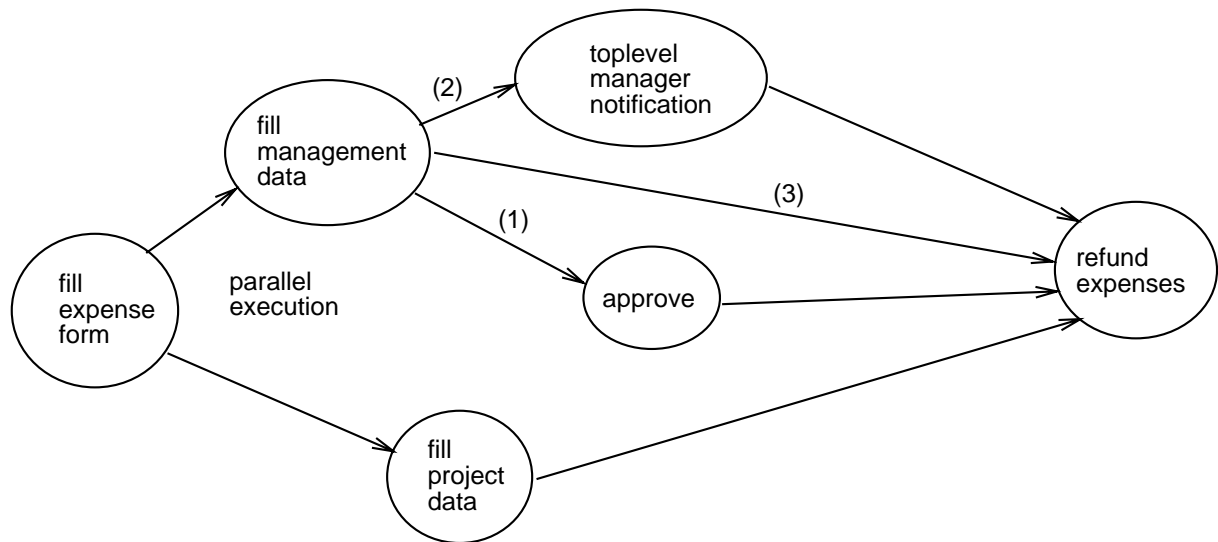 toplevel
manager
notification
(2)
fill
management
data
(3)
(1)
refund
expenses
fill
expense
form
parallel
execution
approve
fill
project
data